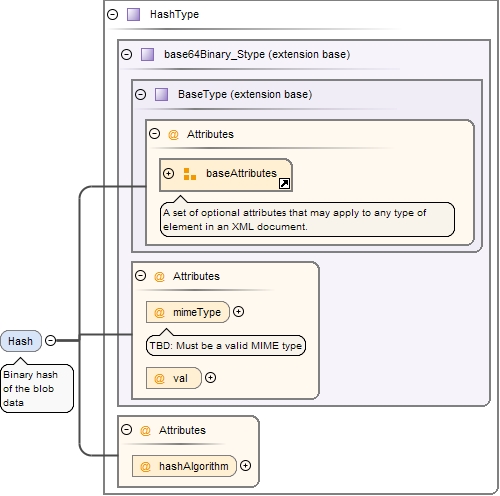 HashType
base64Binary_Stype (extension base)
BaseType (extension base)
@ Attributes
baseAttributes
A set of optional attributes that may apply to any type of
element in an XML document.
@ Attributes
@ mimeType
TBD: Must be a valid MIME type
@ val
Hash
Binary hash
of the blob
data
@ Attributes
@ hashAlgorithm